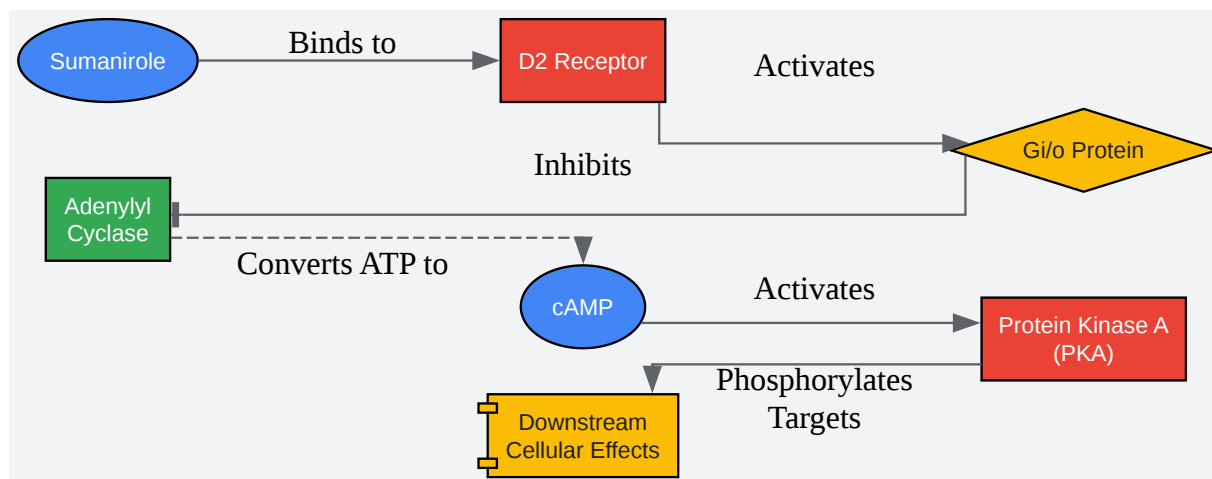 Sumanirole
Binds to
D2 Receptor
Activates
Gi/o Protein
Inhibits
Adenylyl
Cyclase
Converts ATP to
cAMP
Activates
Protein Kinase A
(PKA)
Phosphorylates
Targets
Downstream
Cellular Effects